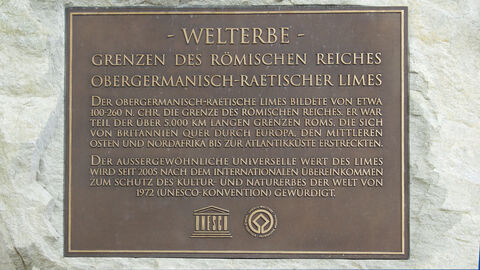 - WELTERBE -
GRENZEN DES RÖMISCHEN REICHES
OBERGERMANISCH-RAETISCHER LIMES
DER OBERGERMANISCH-RAETISCHE LIMES BILDETE VON ETWA
100-260 N. CHR. DIE GRENZE DES RÖMISCHEN REICHES. ER WAR
TEIL DER ÜBER 5.000 KM LANGEN GRENZEN ROMS, DIE SICH
VON BRITANNIEN QUER DURCH EUROPA, DEN MITTLEREN
OSTEN UND NORDAFRIKA BIS ZUR ATLANTIKKÜSTE ERSTRECKTEN.
DER AUSSERGEWÖHNLICHE UNIVERSELLE WERT DES LIMES
WIRD SEIT 2005 NACH DEM INTERNATIONALEN ÜBEREINKOMMEN
ZUM SCHUTZ DES KULTUR- UND NATURERBES DER WELT VON
1972 (UNESCO-KONVENTION) GEWÜRDIGT.
UNESCO